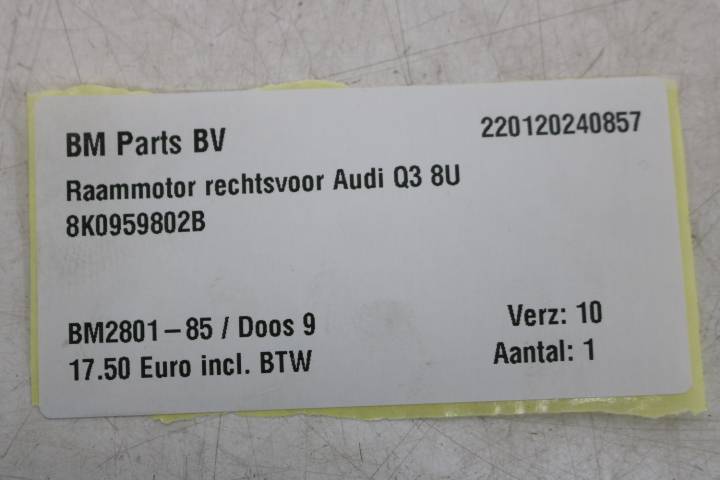 BM Parts BV
220120240857
Raammotor rechtsvoor Audi Q3 8U
8K0959802B
BM2801-85 / Doos 9
Verz: 10
17.50 Euro incl. BTW
Aantal: 1